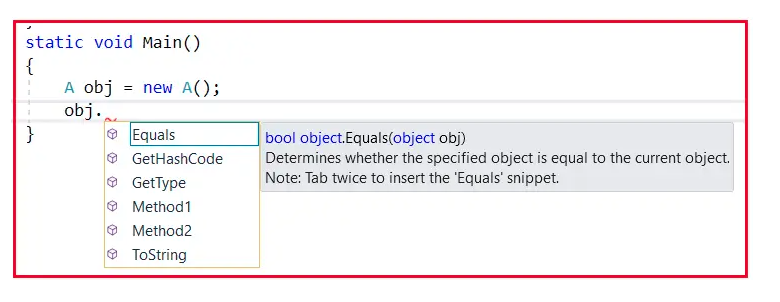 static void Main()
{
A obj = new A();
obj.
}
Equals
GetHashCode
GetType
Method1
Method2
ToString
bool object.Equals(object obj)
Determines whether the specified object is equal to the current object.
Note: Tab twice to insert the 'Equals' snippet.